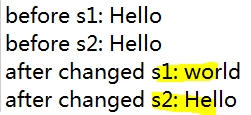 before s1: Hello
before s2: Hello
after changed s1: world
after changed s2: Hello